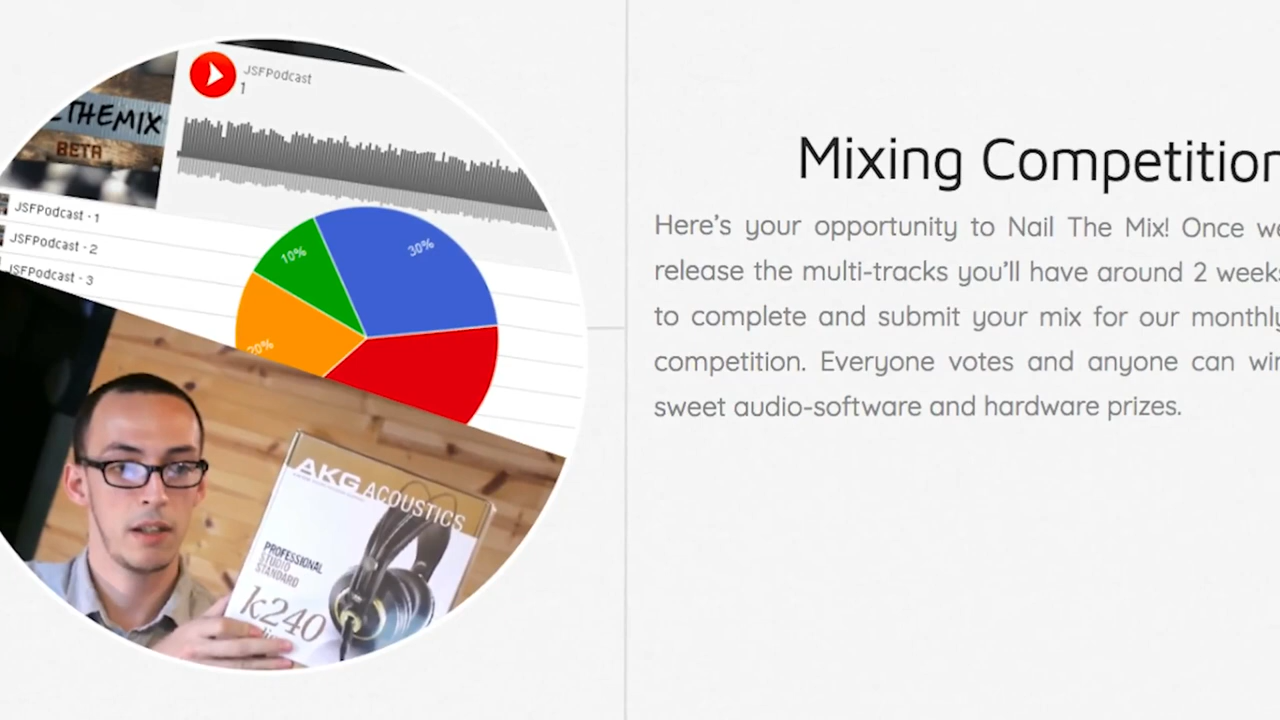 JSFPodcast
1
THEMIX
BETA
JSFPodcast - 1
JSFPodcast - 2
JSFPodcast - 3
10%
30%
20%
AKG ACOUSTICS
PROFESSIONAL
STUDIO
STANDARD
k240
Mixing Competition
Here's your opportunity to Nail The Mix! Once we
release the multi-tracks you'll have around 2 weeks
to complete and submit your mix for our monthly
competition. Everyone votes and anyone can win
sweet audio-software and hardware prizes.